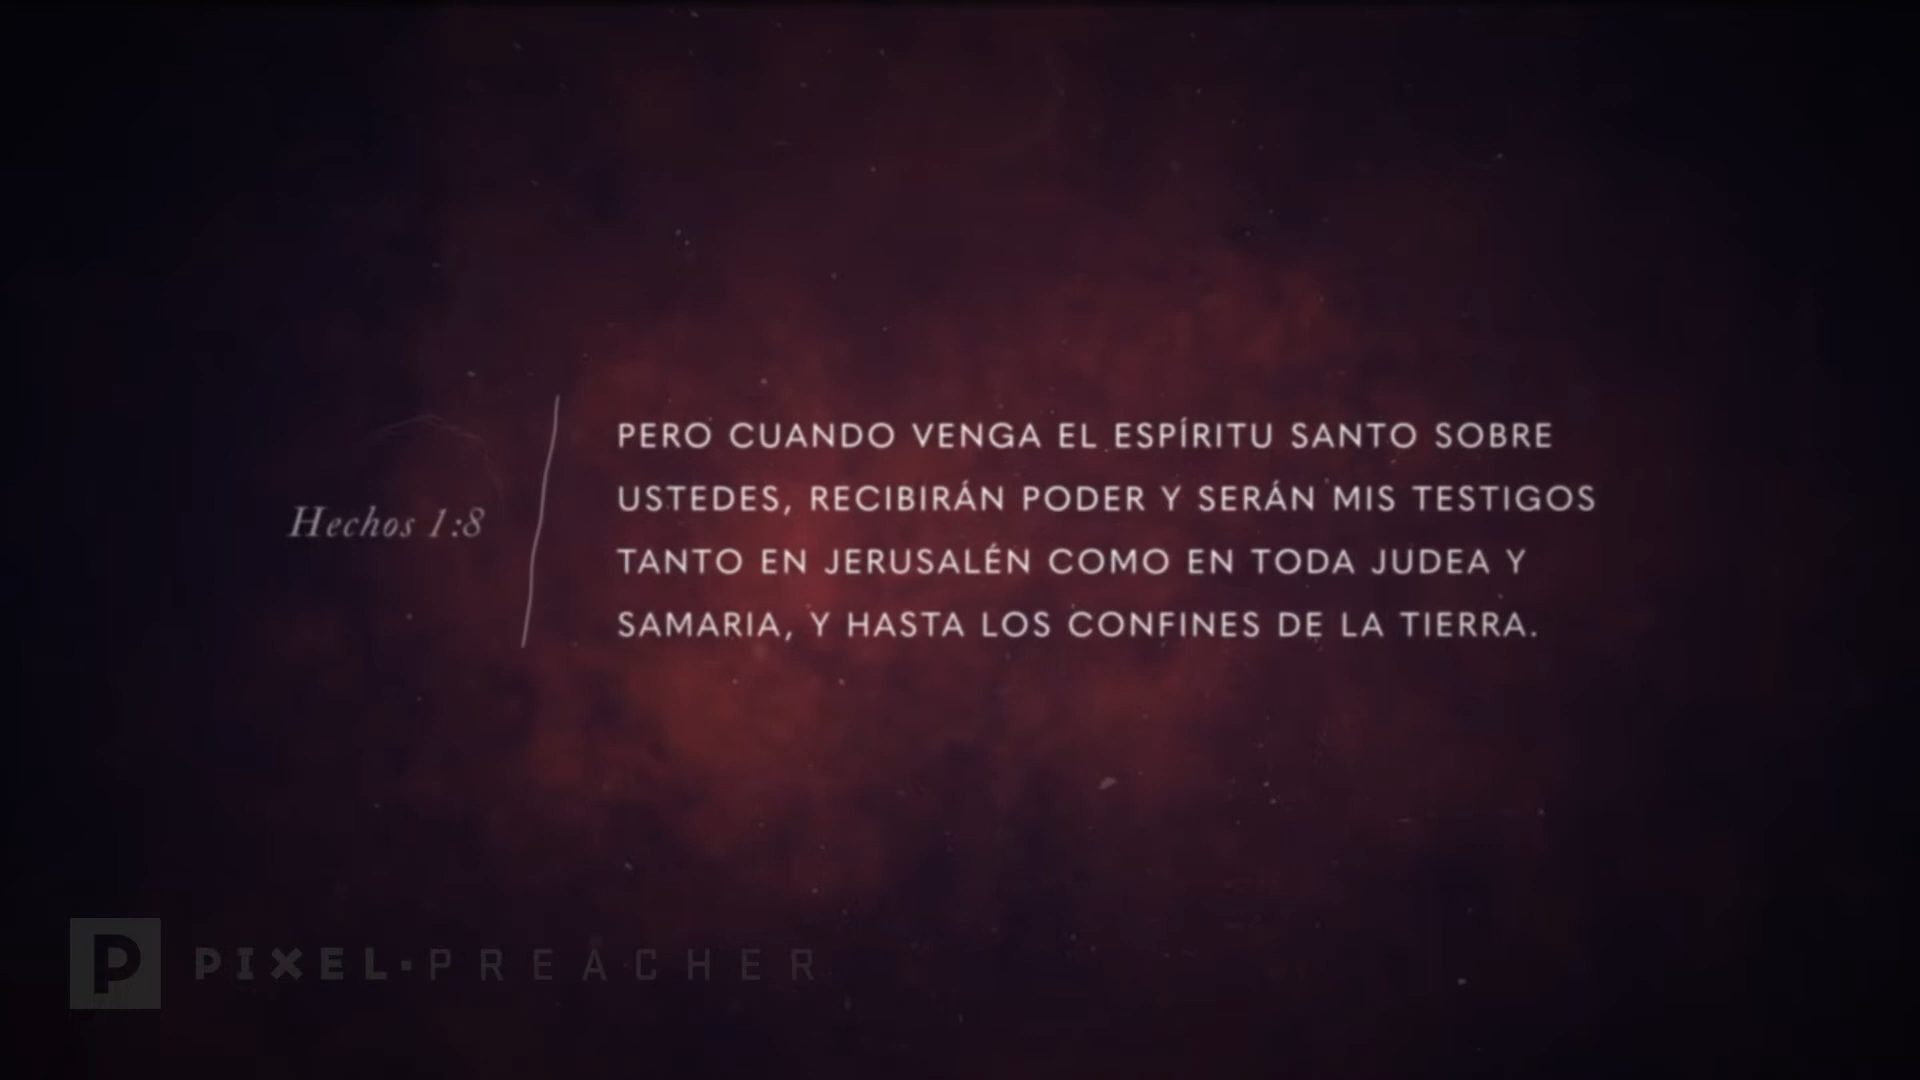 Hechos 1:8
PERO CUANDO VENGA EL ESPÍRITU SANTO SOBRE
USTEDES, RECIBIRÁN PODER Y SERÁN MIS TESTIGOS
TANTO EN JERUSALÉN COMO EN TODA JUDEA Y
SAMARIA, Y HASTA LOS CONFINES DE LA TIERRA.
P PIXEL·PREACHER